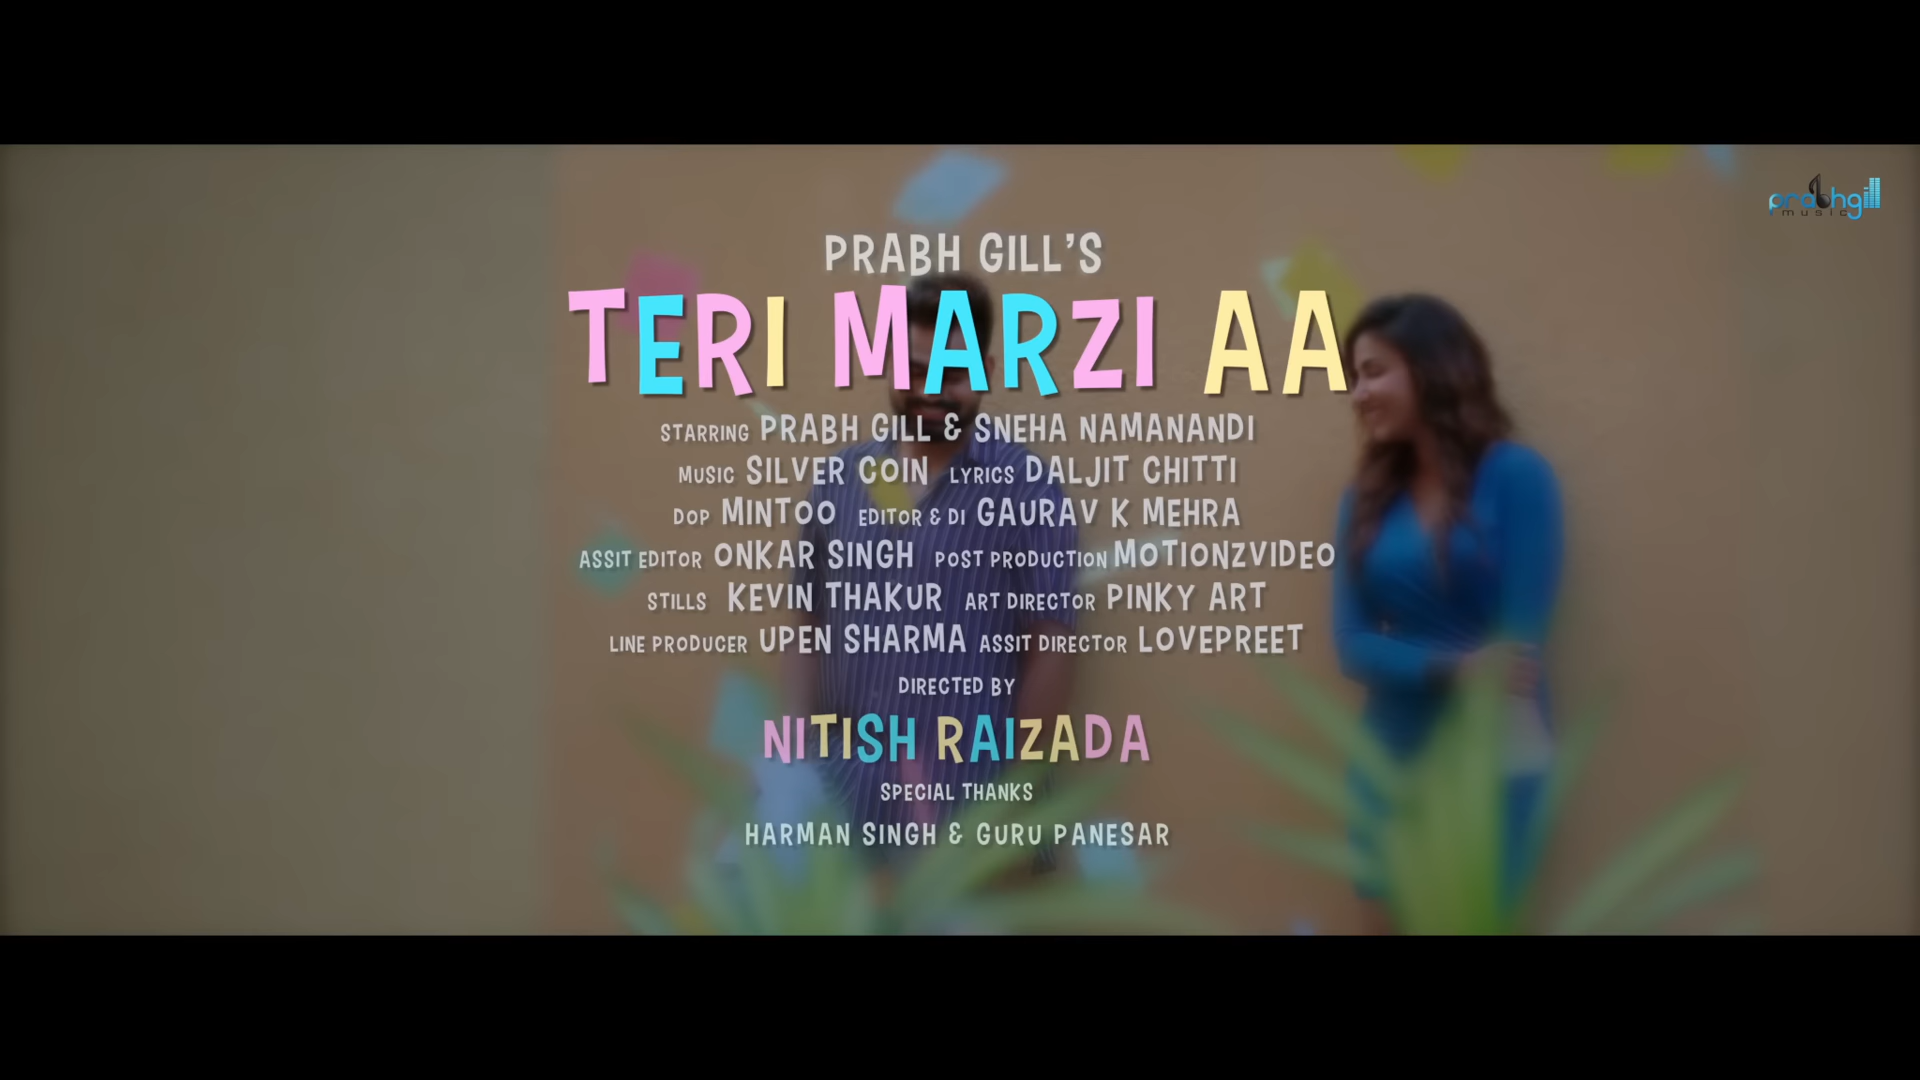 prabhgill
music
PRABH GILL'S
TERI MARZI AA
STARRING PRABH GILL & SNEHA NAMANANDI
MUSIC SILVER COIN LYRICS DALJIT CHITTI
DOP MINTOO EDITOR & DI GAURAV K MEHRA
ASSIT EDITOR ONKAR SINGH POST PRODUCTION MOTIONZVIDEO
STILLS KEVIN THAKUR ART DIRECTOR PINKY ART
LINE PRODUCER UPEN SHARMA ASSIT DIRECTOR LOVEPREET
DIRECTED BY
NITISH RAIZADA
SPECIAL THANKS
HARMAN SINGH & GURU PANESAR